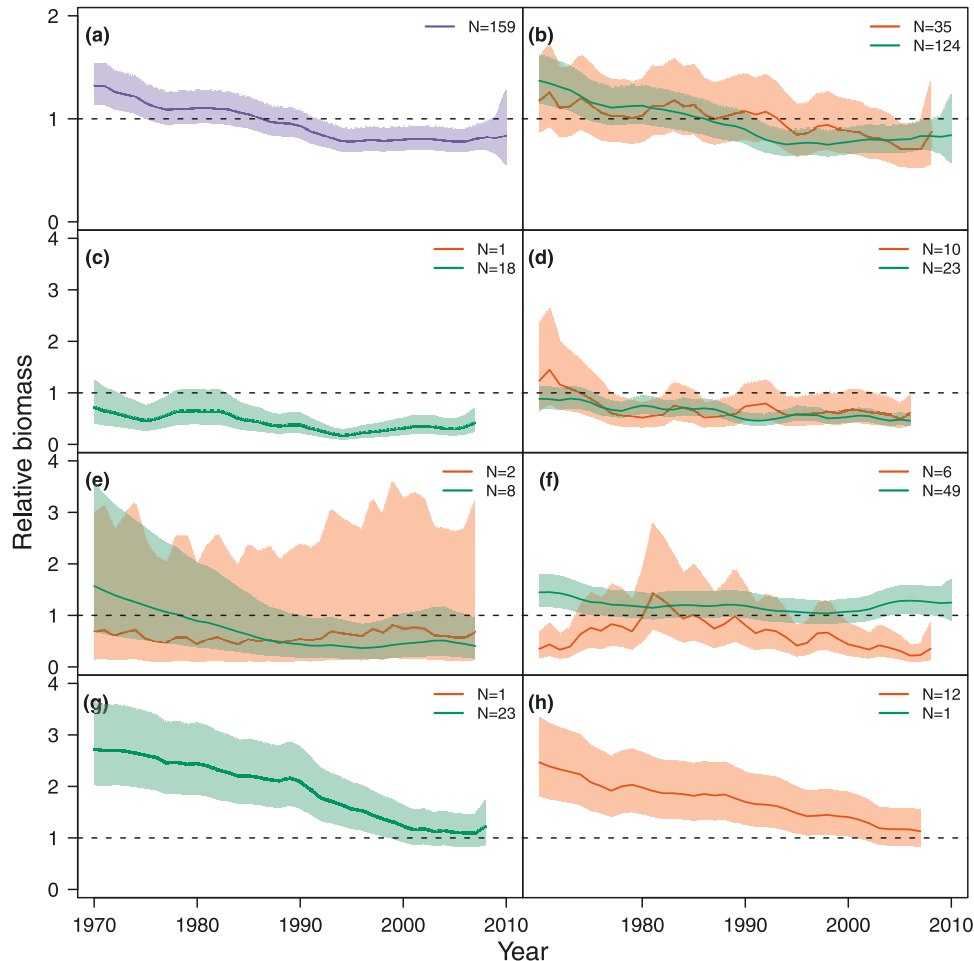 2
(a)
N=159
(b)
N=35
N=124
1
0
4
(c)
N=1
N=18
(d)
N=10
N=23
3
2
1
0
Relative biomass
4
(e)
N=2
N=8
(f)
N=6
N=49
3
2
1
0
4
(g)
N=1
N=23
(h)
N=12
N=1
3
2
1
0
1970 1980 1990 2000 2010 1980 1990 2000 2010
Year